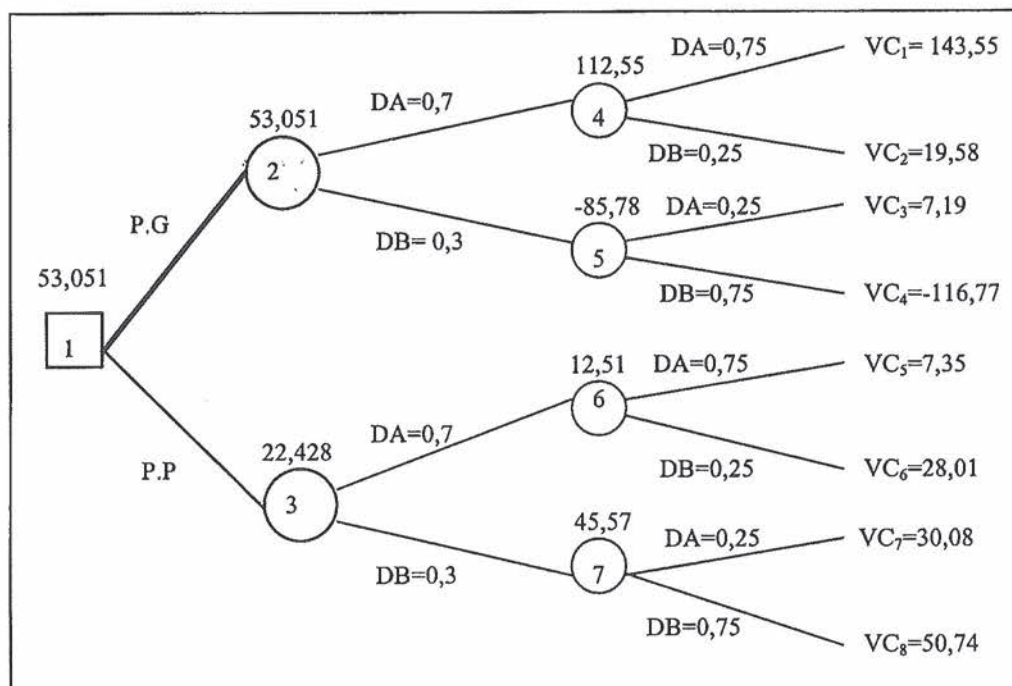 DA=0,75
VC₁= 143,55
112,55
4
DA=0,7
53,051
2
DB=0,25
VC₂=19,58
-85,78
DA=0,25
VC₃=7,19
P.G
DB= 0,3
5
53,051
DB=0,75
VC₄=-116,77
1
12,51
DA=0,75
VC₅=7,35
6
DA=0,7
P.P
22,428
DB=0,25
VC₆=28,01
3
45,57
DA=0,25
VC₇=30,08
DB=0,3
7
DB=0,75
VC₈=50,74